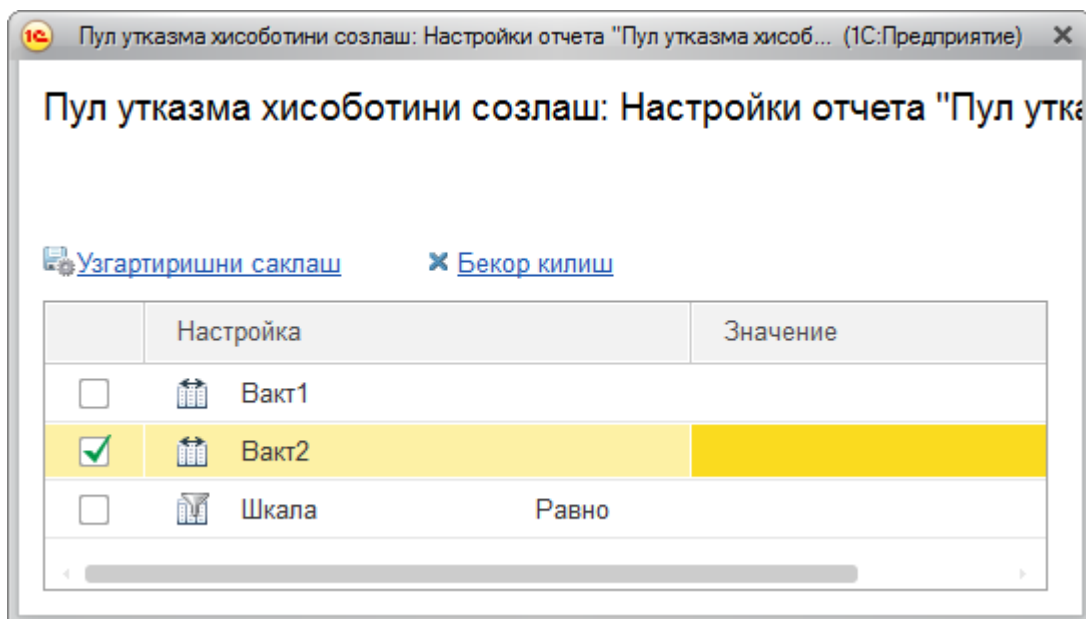 Пул утказма хисоботини созлаш: Настройки отчета "Пул утказма хисоб... (1С:Предприятие)
Пул утказма хисоботини созлаш: Настройки отчета "Пул утка
Узгартиришни саклаш Бекор килиш
Настройка Значение
Вакт1
Вакт2
Шкала Равно